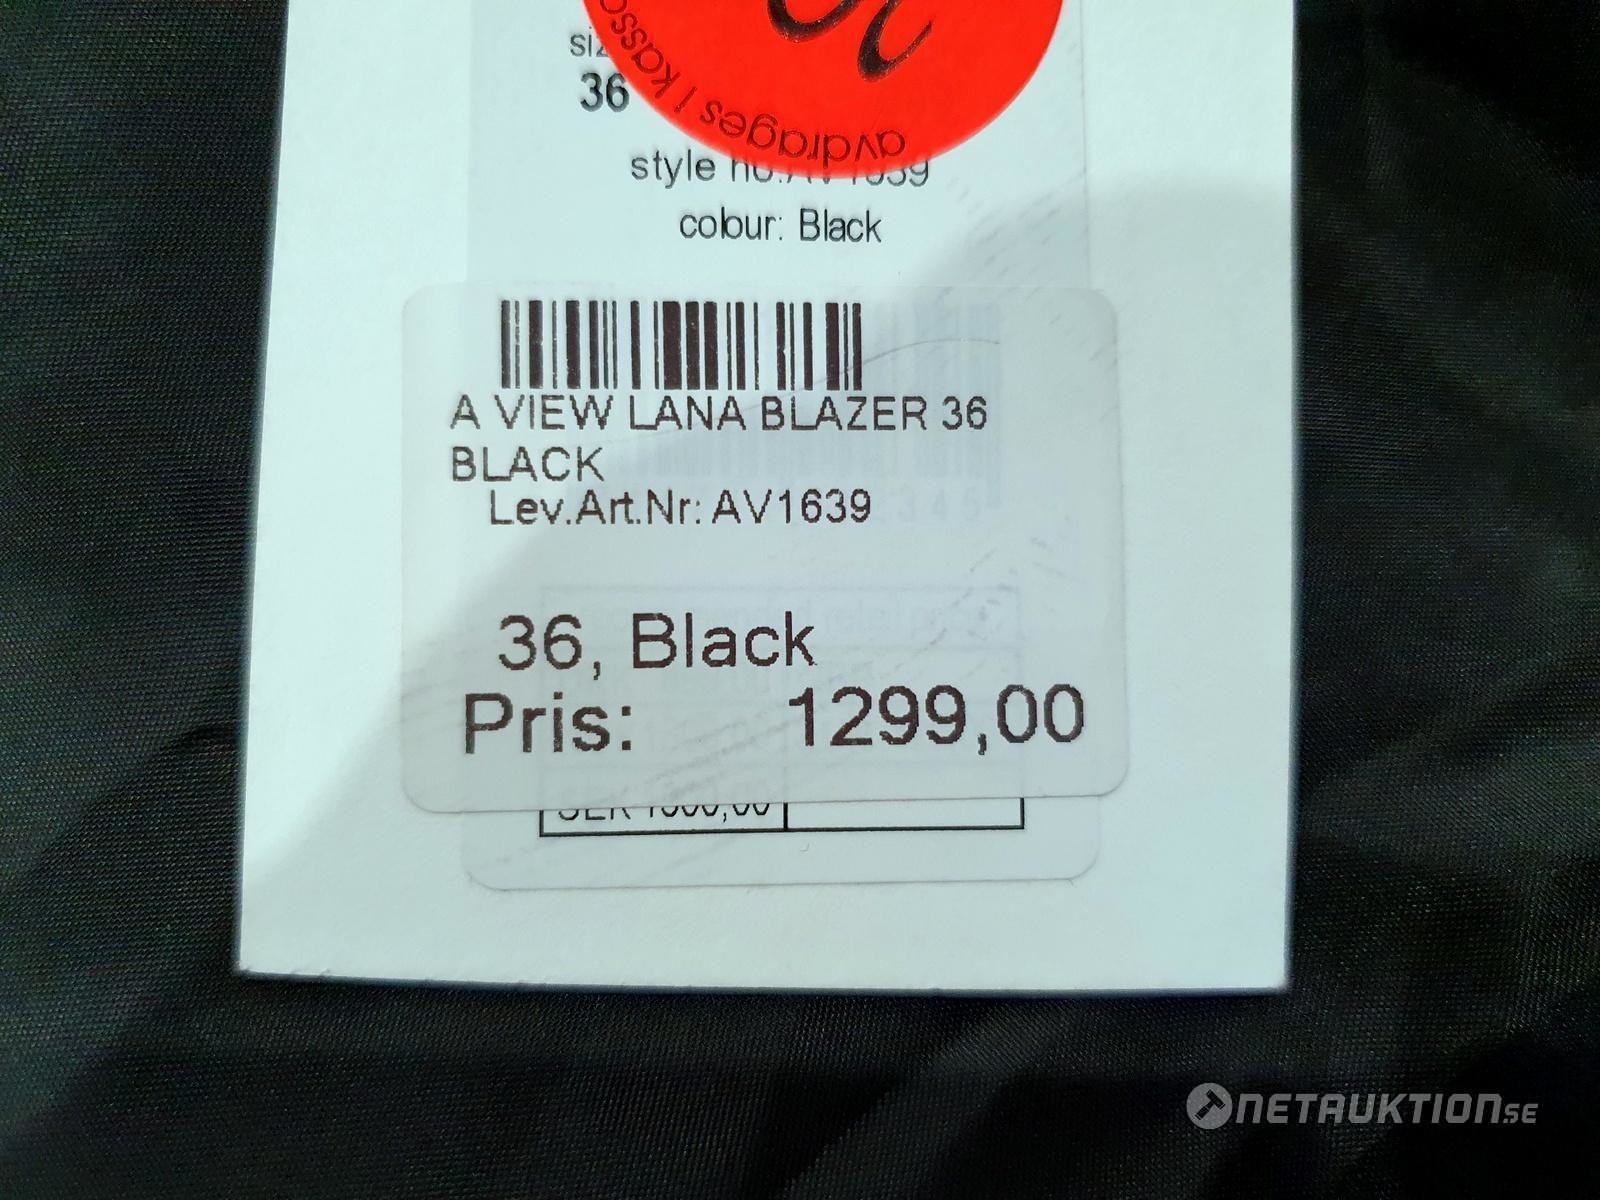 36
avdrages i kassa
style no.:AV1639
colour: Black
A VIEW LANA BLAZER 36
BLACK
Lev.Art.Nr: AV1639
36, Black
Pris: 1299,00
NETAUKTION.SE